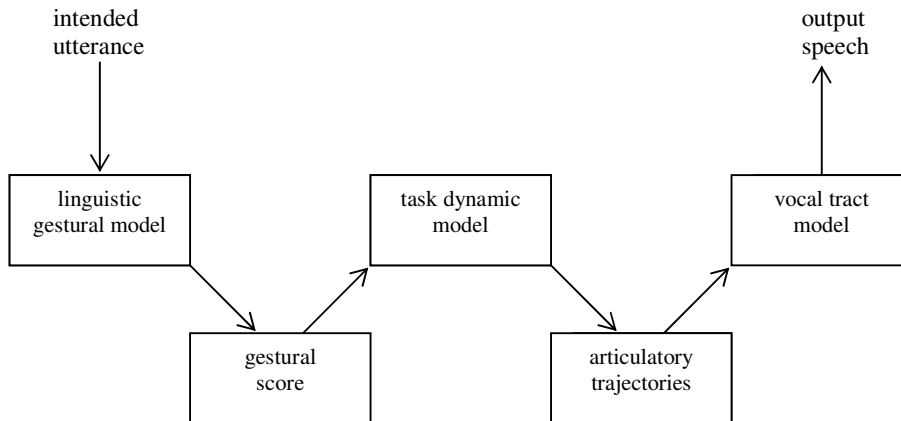 intended
utterance
output
speech
linguistic
gestural model
task dynamic
model
vocal tract
model
gestural
score
articulatory
trajectories